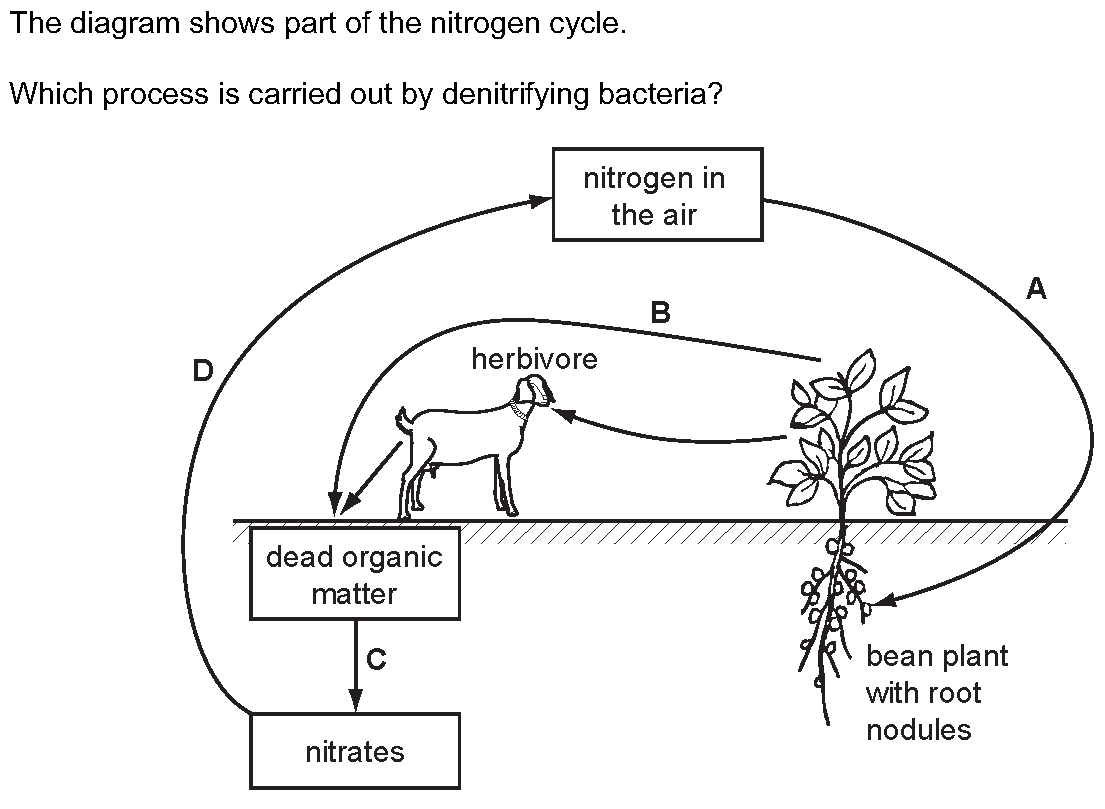 The diagram shows part of the nitrogen cycle.
Which process is carried out by denitrifying bacteria?
nitrogen in
the air
A
B
herbivore
D
dead organic
matter
C
bean plant
with root
nodules
nitrates